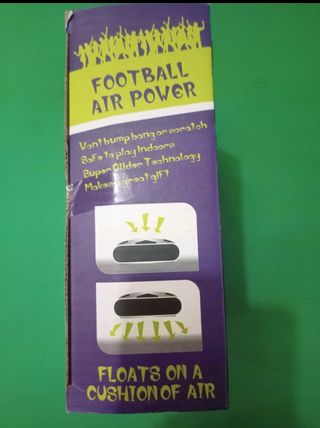 FOOTBALL
AIR POWER
Vont bump bang or scratch
Safe to play Indoors
Super Glider Technology
Makes a great gift
FLOATS ON A
CUSHION OF AIR